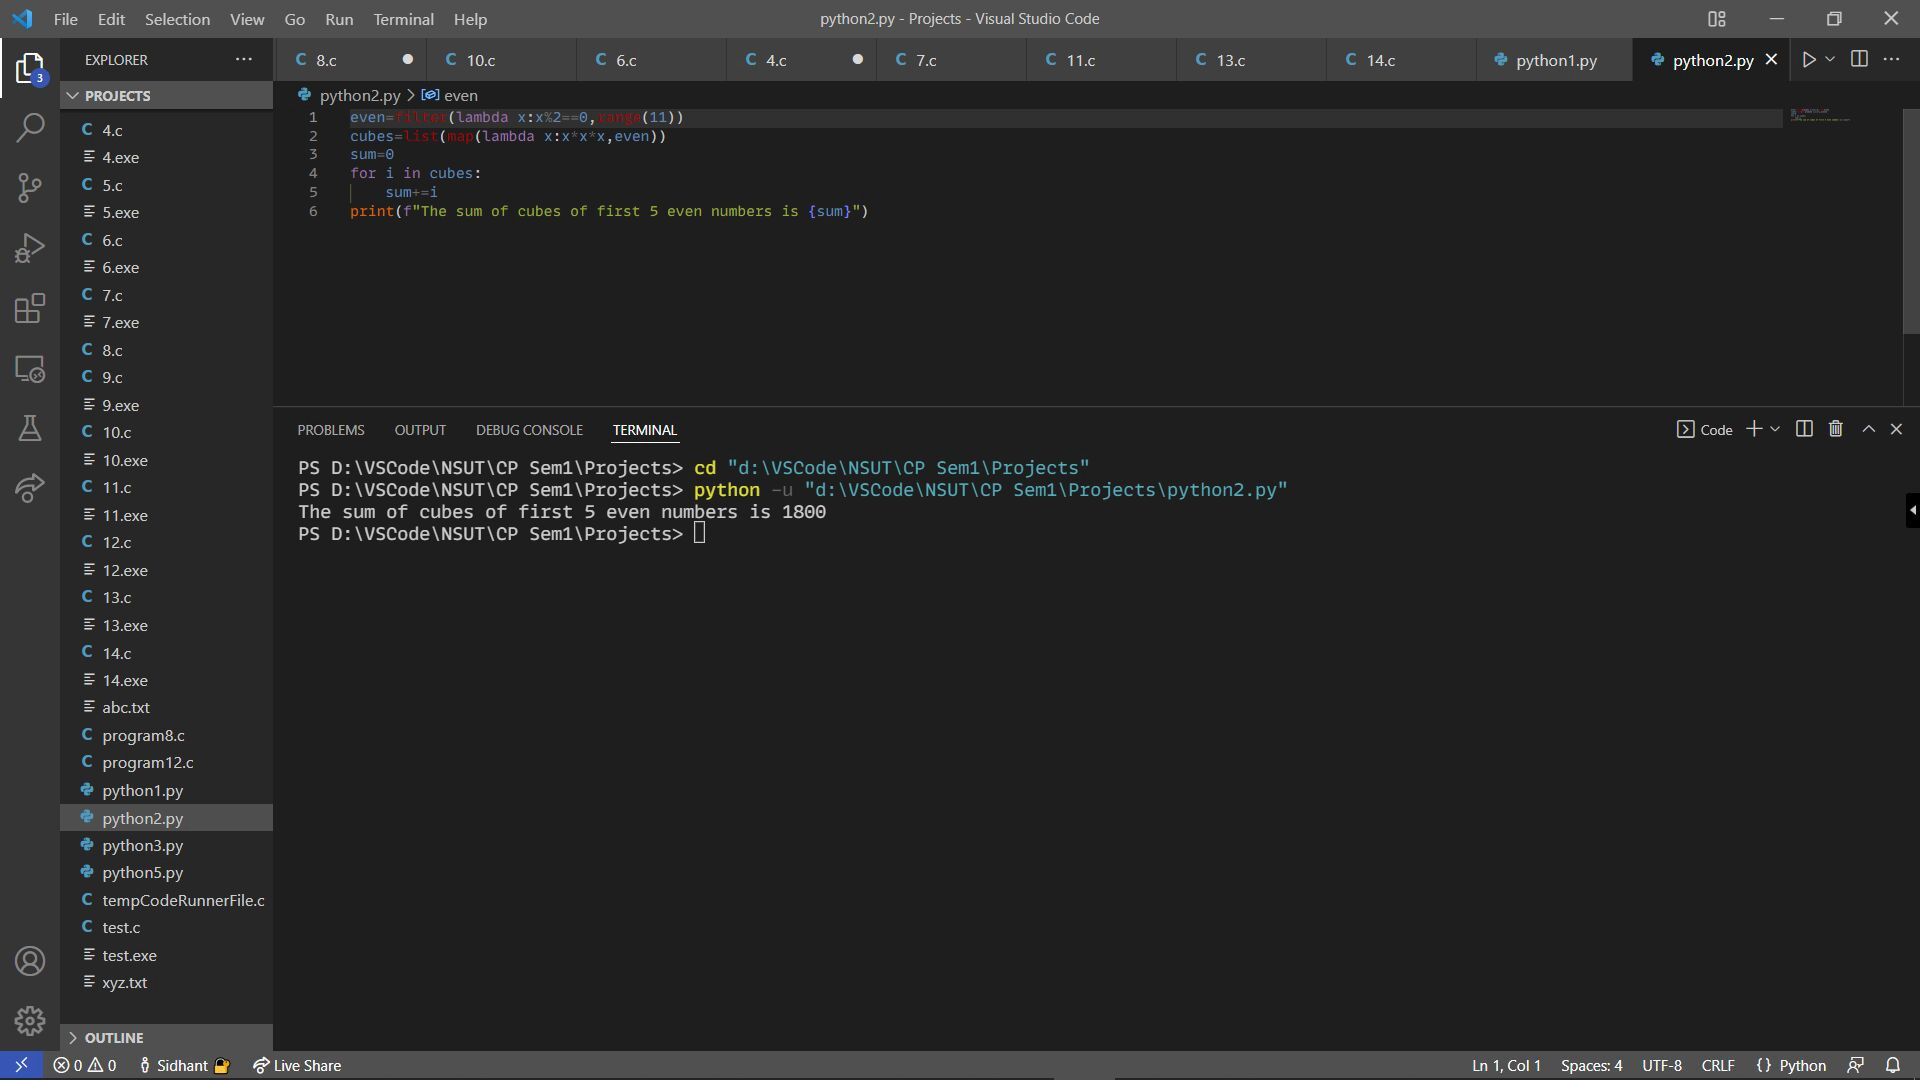 File Edit Selection View Go Run Terminal Help
python2.py - Projects - Visual Studio Code
EXPLORER ···
C 8.c
C 10.c
C 6.c
C 4.c
C 7.c
C 11.c
C 13.c
C 14.c
python1.py
python2.py
3
PROJECTS
python2.py > even
C 4.c
4.exe
C 5.c
5.exe
C 6.c
6.exe
C 7.c
7.exe
C 8.c
C 9.c
9.exe
C 10.c
10.exe
C 11.c
11.exe
C 12.c
12.exe
C 13.c
13.exe
C 14.c
14.exe
abc.txt
C program8.c
C program12.c
python1.py
python2.py
python3.py
python5.py
C tempCodeRunnerFile.c
C test.c
test.exe
xyz.txt
OUTLINE
1 even=filter(lambda x:x%2==0,range(11))
2 cubes=list(map(lambda x:x*x*x,even))
3 sum=0
4 for i in cubes:
5     sum+=i
6 print(f"The sum of cubes of first 5 even numbers is {sum}")
PROBLEMS OUTPUT DEBUG CONSOLE TERMINAL
Code
PS D:\VSCode\NSUT\CP Sem1\Projects> cd "d:\VSCode\NSUT\CP Sem1\Projects"
PS D:\VSCode\NSUT\CP Sem1\Projects> python -u "d:\VSCode\NSUT\CP Sem1\Projects\python2.py"
The sum of cubes of first 5 even numbers is 1800
PS D:\VSCode\NSUT\CP Sem1\Projects>
0 0 Sidhant Live Share
Ln 1, Col 1 Spaces: 4 UTF-8 CRLF {} Python